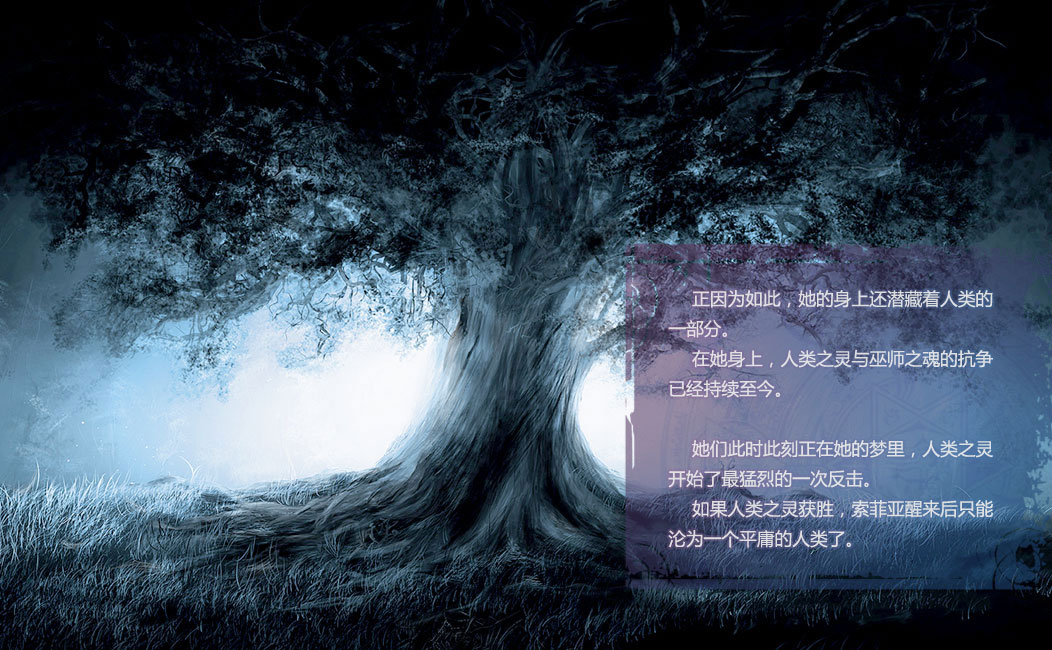 正因为如此，她的身上还潜藏着人类的
一部分。
在她身上，人类之灵与巫师之魂的抗争
已经持续至今。
她们此时此刻正在她的梦里，人类之灵
开始了最猛烈的一次反击。
如果人类之灵获胜，索菲亚醒来后只能
沦为一个平庸的人类了。